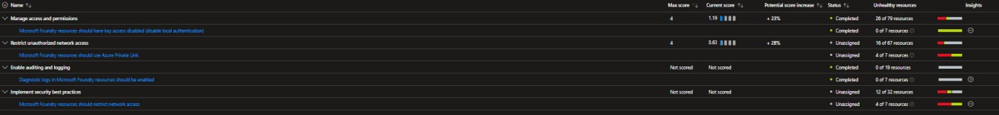 Name Max score Current score Potential score increase Status Unhealthy resources Insights
Manage access and permissions 4 1.19 + 23% Completed 26 of 79 resources
Microsoft Foundry resources should have key access disabled (disable local authentication) Completed 0 of 7 resources
Restrict unauthorized network access 4 0.63 + 28% Unassigned 16 of 67 resources
Microsoft Foundry resources should use Azure Private Link Unassigned 4 of 7 resources
Enable auditing and logging Not scored Not scored Completed 0 of 19 resources
Diagnostic logs in Microsoft Foundry resources should be enabled Completed 0 of 7 resources
Implement security best practices Not scored Not scored Unassigned 12 of 32 resources
Microsoft Foundry resources should restrict network access Unassigned 4 of 7 resources